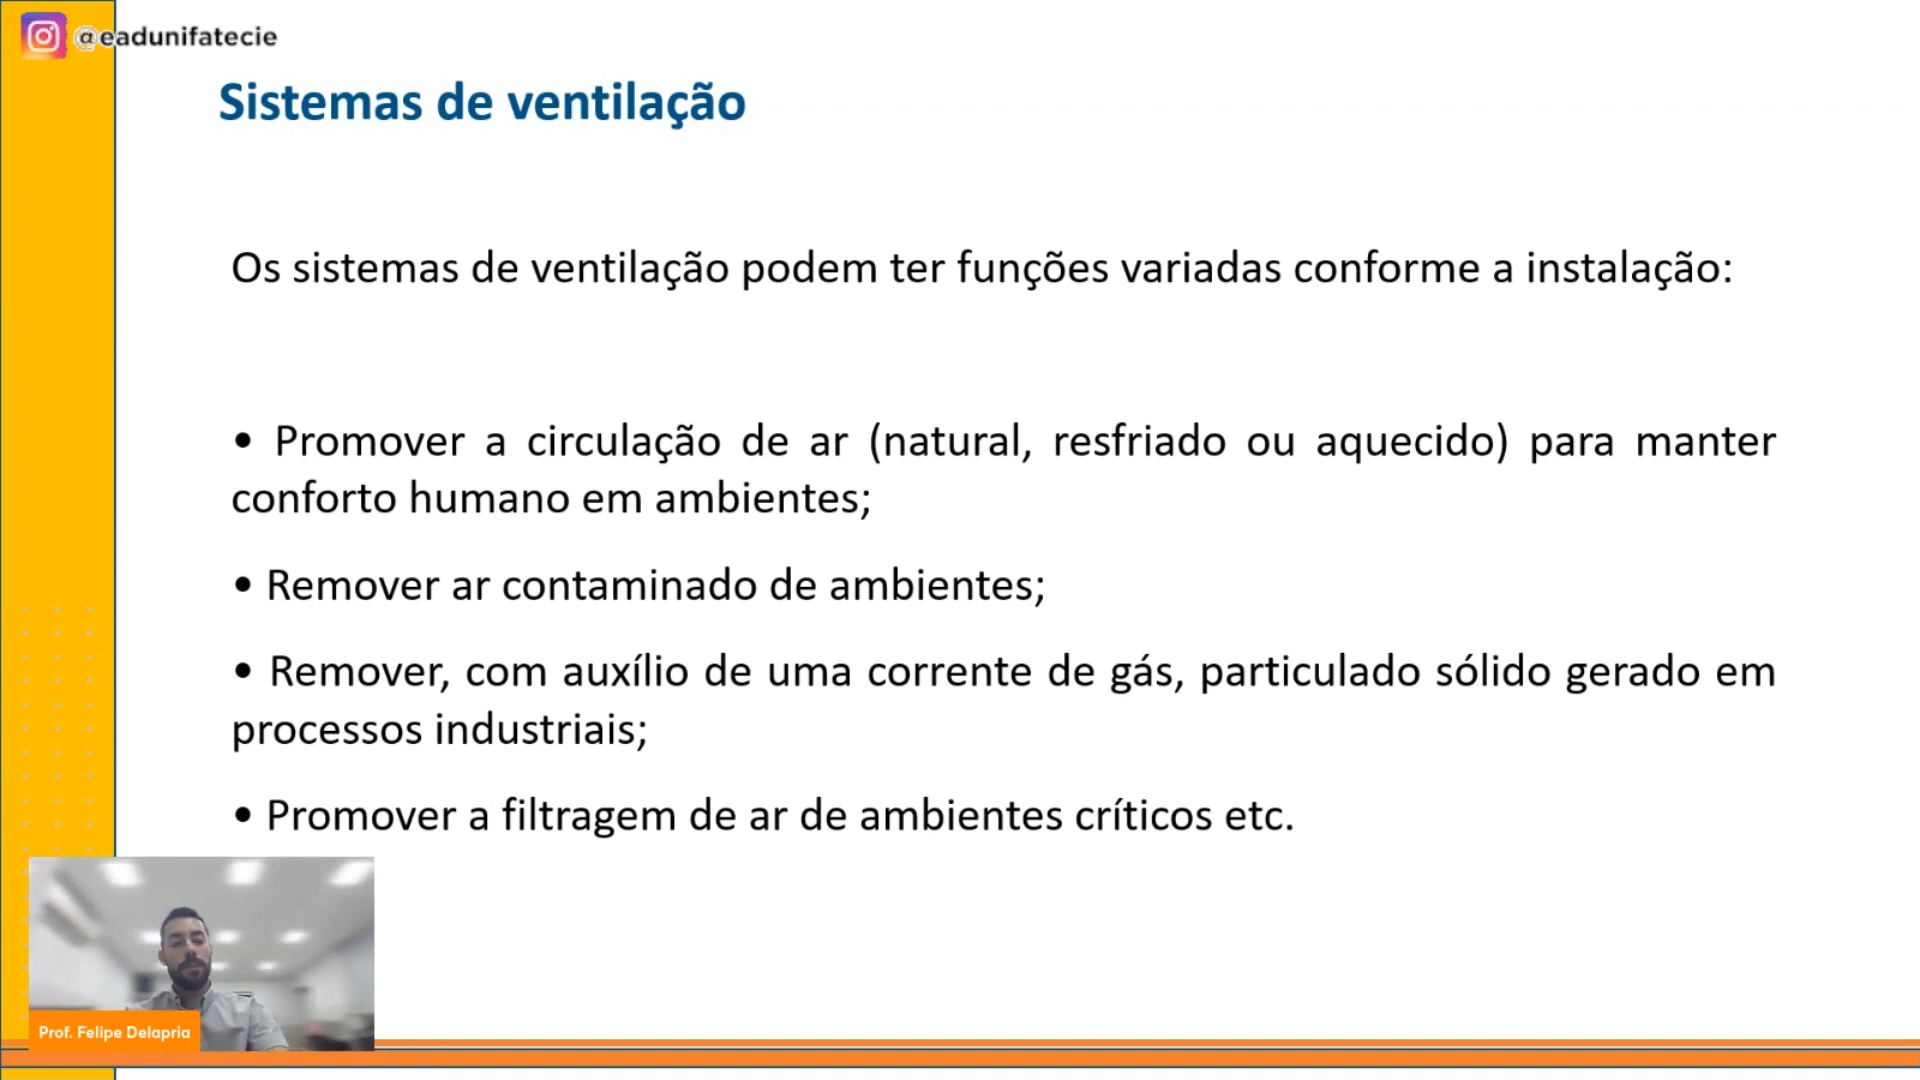 @eadunifatecie
Sistemas de ventilação
Os sistemas de ventilação podem ter funções variadas conforme a instalação:
• Promover a circulação de ar (natural, resfriado ou aquecido) para manter
conforto humano em ambientes;
• Remover ar contaminado de ambientes;
• Remover, com auxílio de uma corrente de gás, particulado sólido gerado em
processos industriais;
• Promover a filtragem de ar de ambientes críticos etc.
Prof. Felipe Delapria